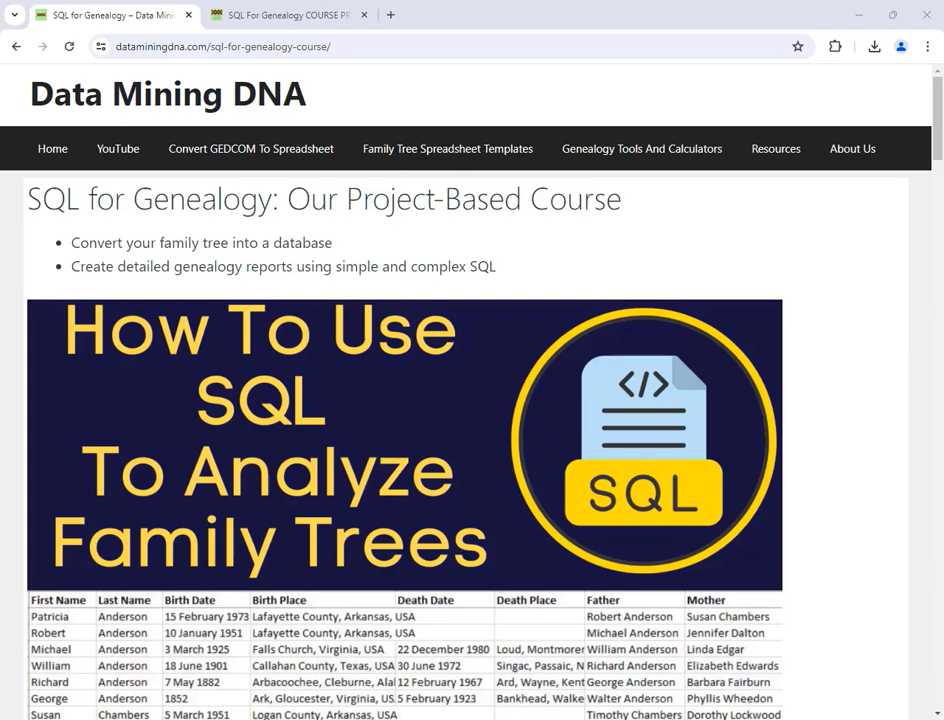 SQL for Genealogy – Data Mini
SQL For Genealogy COURSE PR
dataminingdna.com/sql-for-genealogy-course/
Data Mining DNA
Home YouTube Convert GEDCOM To Spreadsheet Family Tree Spreadsheet Templates Genealogy Tools And Calculators Resources About Us
SQL for Genealogy: Our Project-Based Course
• Convert your family tree into a database
• Create detailed genealogy reports using simple and complex SQL
How To Use
SQL
To Analyze
Family Trees
</>
SQL
First Name Last Name Birth Date Birth Place Death Date Death Place Father Mother
Patricia Anderson 15 February 1973 Lafayette County, Arkansas, USA Robert Anderson Susan Chambers
Robert Anderson 10 January 1951 Lafayette County, Arkansas, USA Michael Anderson Jennifer Dalton
Michael Anderson 3 March 1925 Falls Church, Virginia, USA 22 December 1980 Loud, Montmoren William Anderson Linda Edgar
William Anderson 18 June 1901 Callahan County, Texas, USA 30 June 1972 Singac, Passaic, N Richard Anderson Elizabeth Edwards
Richard Anderson 7 May 1882 Arbacoochee, Cleburne, Alal 12 February 1967 Ard, Wayne, Kent George Anderson Barbara Fairburn
George Anderson 1852 Ark, Gloucester, Virginia, US 5 February 1923 Bankhead, Walke Walter Anderson Phyllis Wheedon
Susan Chambers 5 March 1951 Logan County, Arkansas, USA Timothy Chambers Dorothy Lockwood